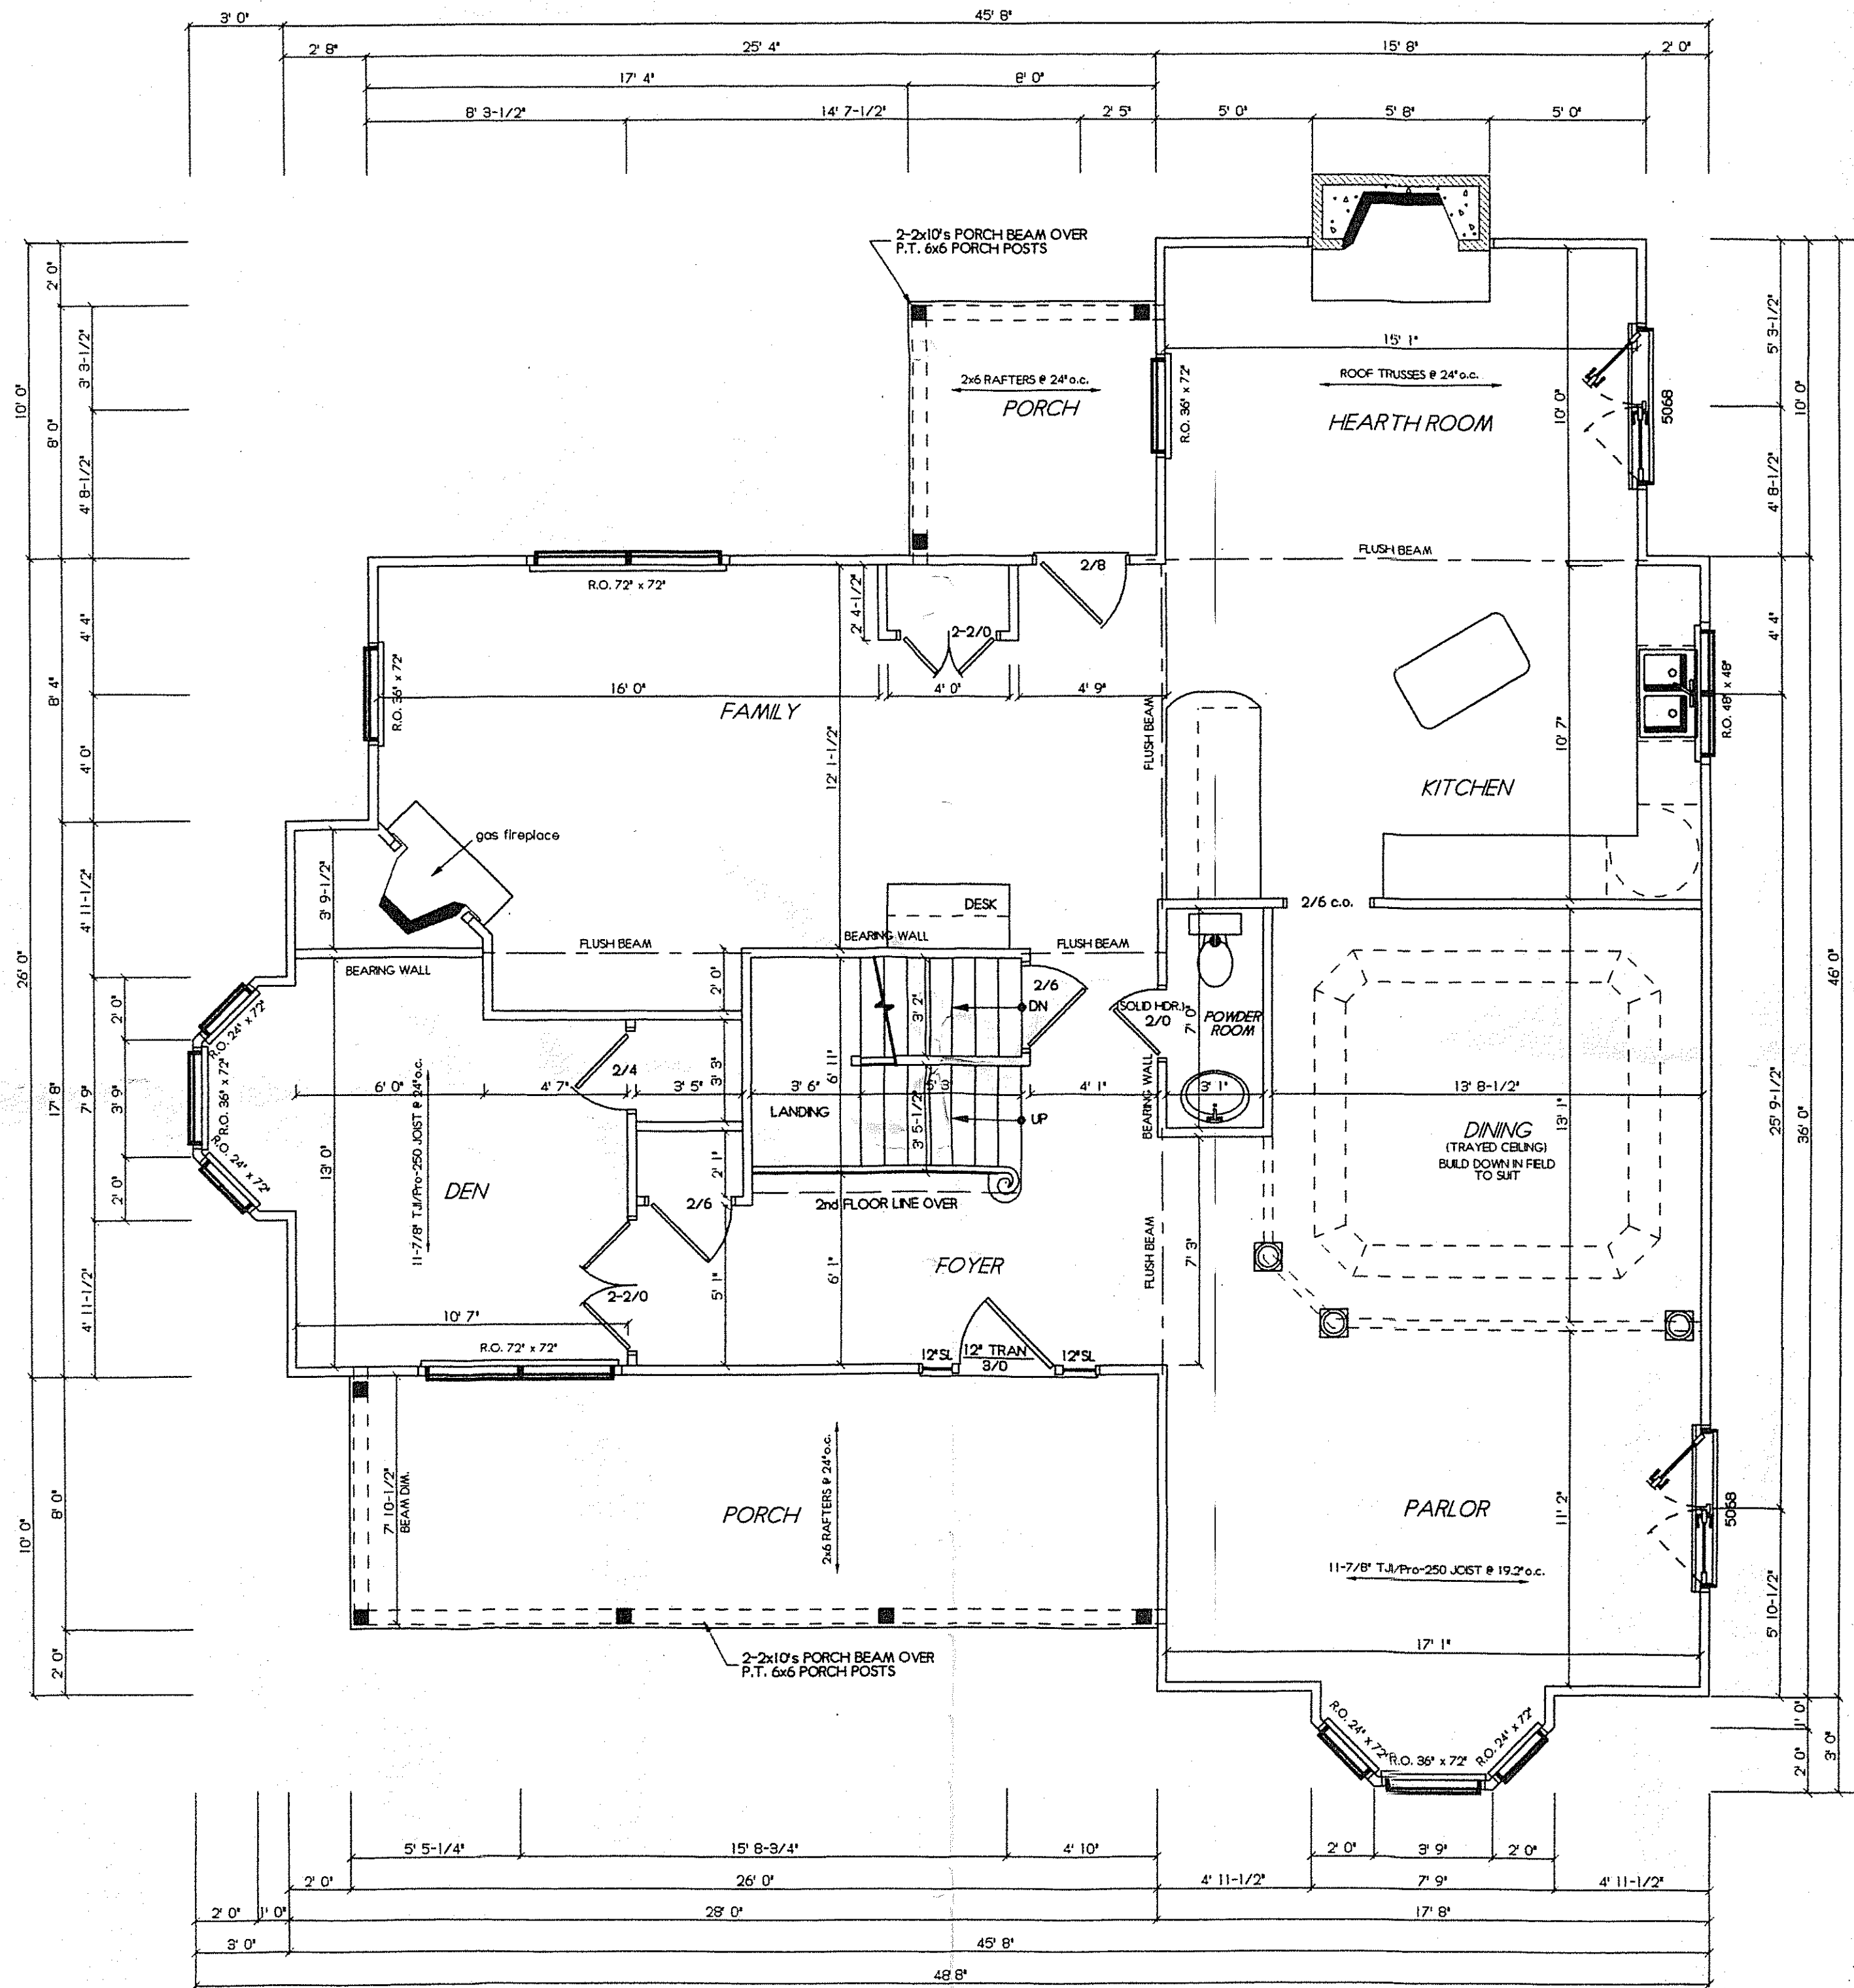 3' 0"
45' 8"
2' 8"
25' 4"
15' 8"
2' 0"
17' 4"
8' 0"
8' 3-1/2"
14' 7-1/2"
2' 5"
5' 0"
5' 8"
5' 0"
2-2x10's PORCH BEAM OVER
P.T. 6x6 PORCH POSTS
2' 0"
10' 0"
8' 0"
3' 3-1/2"
4' 8-1/2"
2x6 RAFTERS @ 24" o.c.
PORCH
R.O. 36" x 72"
15' 1"
ROOF TRUSSES @ 24" o.c.
HEARTH ROOM
10' 0"
5068
5' 3-1/2"
4' 8-1/2"
10' 0"
FLUSH BEAM
R.O. 72" x 72"
2' 4-1/2"
2-2/0
2/8
4' 4"
8' 4"
4' 0"
R.O. 36" x 72"
16' 0"
4' 0"
4' 9"
FAMILY
12' 1-1/2"
FLUSH BEAM
10' 7"
KITCHEN
R.O. 48" x 48"
4' 4"
gas fireplace
3' 9-1/2"
4' 11-1/2"
DESK
2/6 c.o.
BEARING WALL
FLUSH BEAM
BEARING WALL
FLUSH BEAM
26' 0"
17' 8"
7' 9"
2' 0"
3' 9"
2' 0"
4' 11-1/2"
R.O. 24" x 72"
R.O. 36" x 72"
R.O. 24" x 72"
2' 0"
3' 2"
DN
2/6
(SOLID HDR.)
2/0
7' 0"
POWDER
ROOM
2/4
6' 0"
4' 7"
3' 5"
3' 3"
3' 6"
6' 11"
6' 3
4' 1"
3' 1"
13' 8-1/2"
LANDING
3' 5-1/2"
UP
BEARING WALL
13' 1"
DINING
(TRAYED CEILING)
BUILD DOWN IN FIELD
TO SUIT
13' 0"
11-7/8" TJI/Pro-250 JOIST @ 24" o.c.
DEN
2' 1"
2/6
2nd FLOOR LINE OVER
FOYER
6' 1"
5' 1"
FLUSH BEAM
7' 3"
2-2/0
10' 7"
R.O. 72" x 72"
12" SL
12" TRAN
3/0
12" SL
25' 9-1/2"
36' 0"
46' 0"
10' 0"
8' 0"
2' 0"
7' 10-1/2"
BEAM DIM.
PORCH
2x6 RAFTERS @ 24" o.c.
PARLOR
11' 2"
5068
11-7/8" TJI/Pro-250 JOIST @ 19.2" o.c.
5' 10-1/2"
17' 1"
2-2x10's PORCH BEAM OVER
P.T. 6x6 PORCH POSTS
R.O. 24" x 72"
R.O. 36" x 72"
R.O. 24" x 72"
1' 0"
2' 0"
3' 0"
5' 5-1/4"
15' 8-3/4"
4' 10"
2' 0"
3' 9"
2' 0"
2' 0"
26' 0"
4' 11-1/2"
7' 9"
4' 11-1/2"
2' 0"
1' 0"
28' 0"
17' 8"
3' 0"
45' 8"
48' 8"